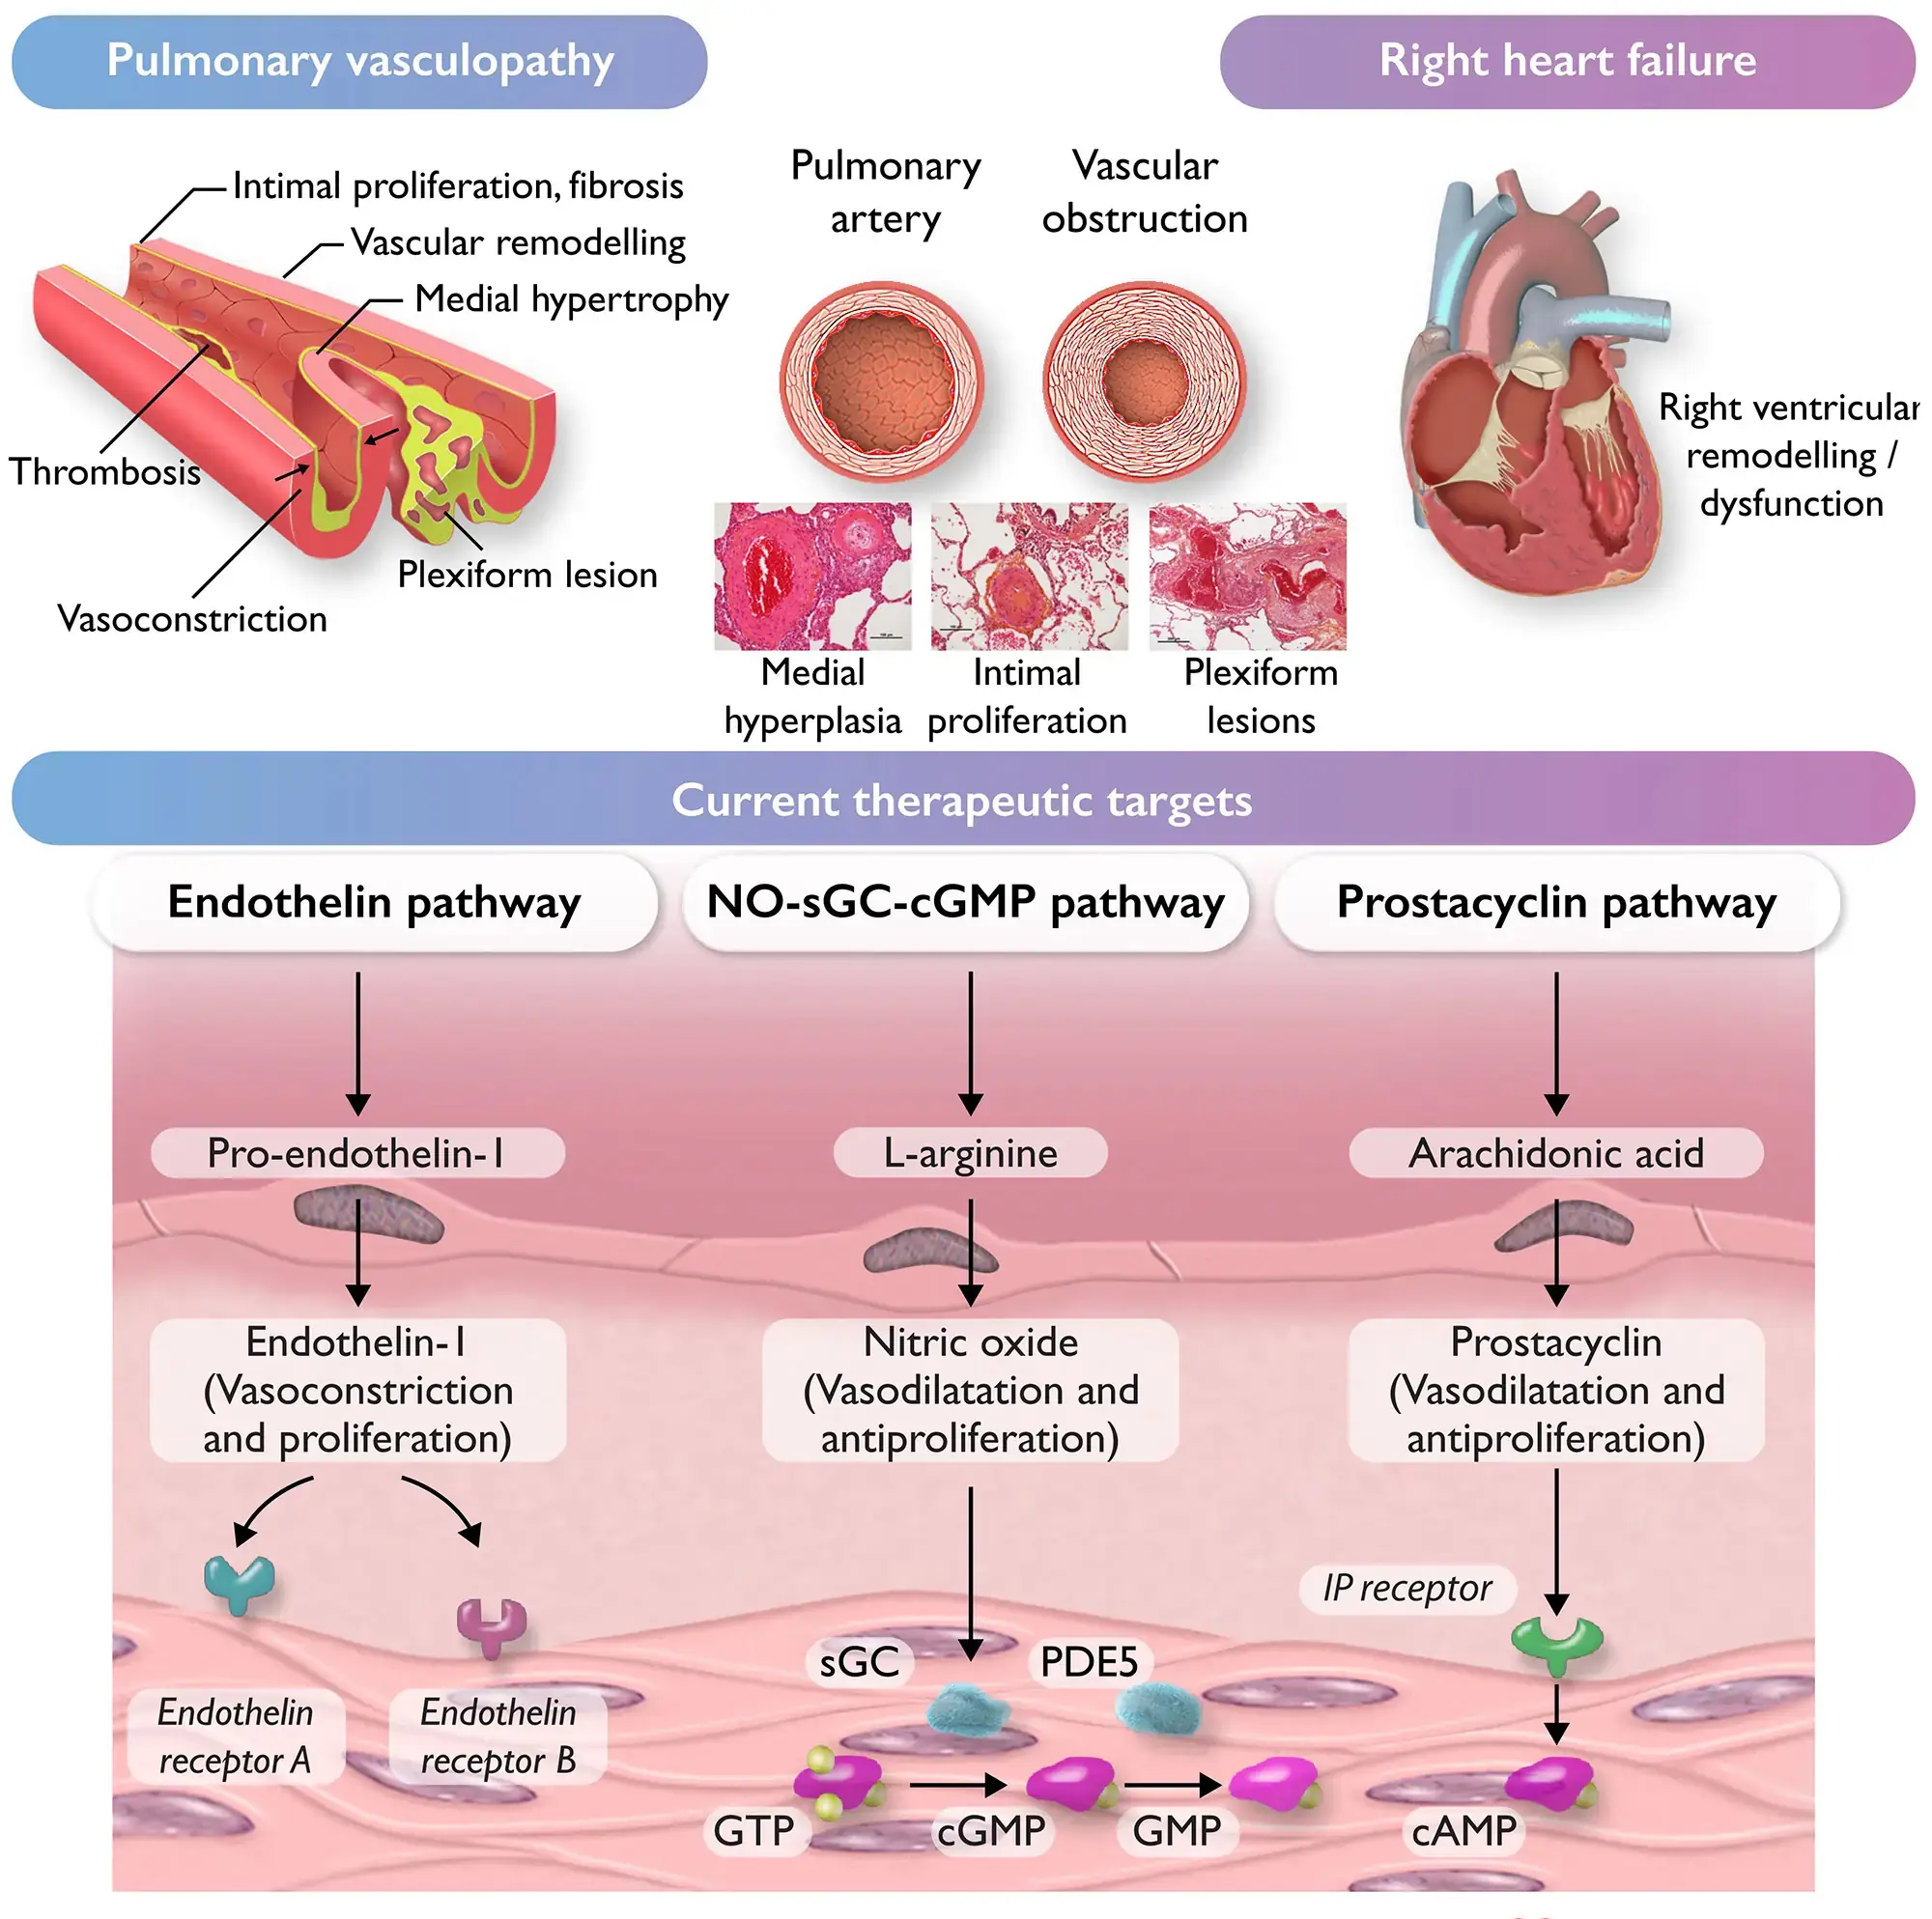 Pulmonary vasculopathy
Right heart failure
Intimal proliferation, fibrosis
Vascular remodelling
Medial hypertrophy
Thrombosis
Plexiform lesion
Vasoconstriction
Pulmonary
artery
Vascular
obstruction
Medial
hyperplasia
Intimal
proliferation
Plexiform
lesions
Right ventricular
remodelling /
dysfunction
Current therapeutic targets
Endothelin pathway
NO-sGC-cGMP pathway
Prostacyclin pathway
Pro-endothelin-1
L-arginine
Arachidonic acid
Endothelin-1
(Vasoconstriction
and proliferation)
Nitric oxide
(Vasodilatation and
antiproliferation)
Prostacyclin
(Vasodilatation and
antiproliferation)
Endothelin
receptor A
Endothelin
receptor B
sGC
PDE5
GTP
cGMP
GMP
IP receptor
cAMP